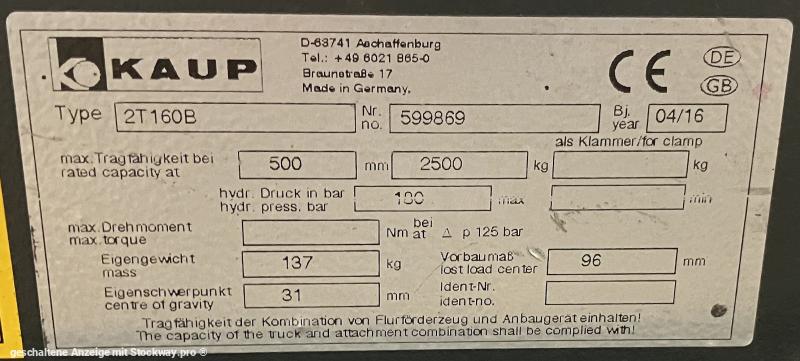 KAUP
D-63741 Aschaffenburg
Tel.: +49 6021 865-0
Braunstraße 17
Made in Germany.
CE
DE
GB
Type 2T160B Nr. no. 599869 Bj. year 04/16
als Klammer/for clamp
max. Tragfähigkeit bei
rated capacity at 500 mm 2500 kg kg
hydr. Druck in bar
hydr. press. bar max min
max. Drehmoment
max. torque Nm bei at Δ p 125 bar
Eigengewicht
mass 137 kg Vorbaumaß
lost load center 96 mm
Eigenschwerpunkt
centre of gravity 31 mm Ident-Nr.
ident-no.
Tragfähigkeit der Kombination von Flurförderzeug und Anbaugerät einhalten!
The capacity of the truck and attachment combination shall be complied with!
geschaltene Anzeige mit Stockway.pro ®